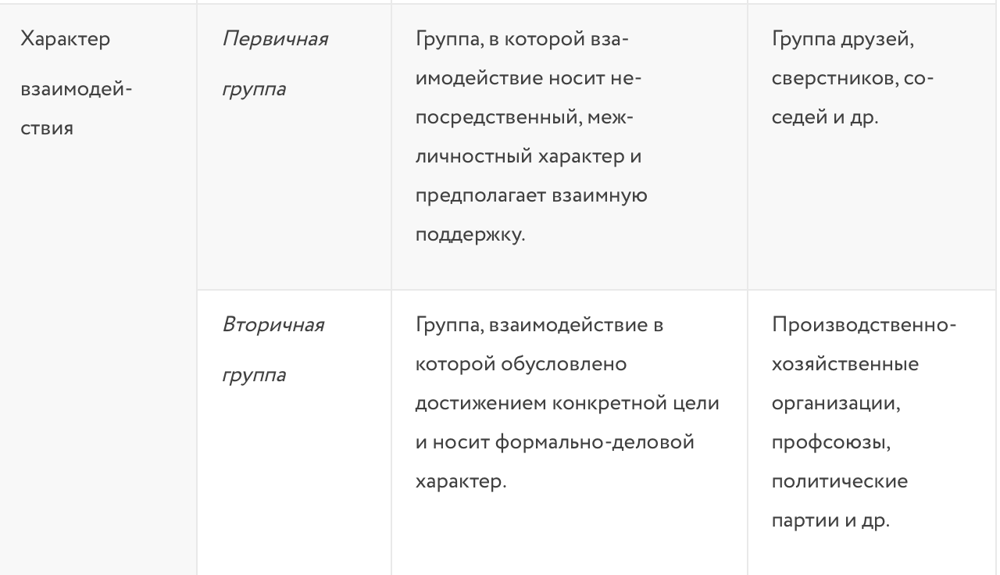 Характер
взаимодей-
ствия
Первичная
группа
Группа, в которой вза-
имодействие носит не-
посредственный, меж-
личностный характер и
предполагает взаимную
поддержку.
Группа друзей,
сверстников, со-
седей и др.
Вторичная
группа
Группа, взаимодействие в
которой обусловлено
достижением конкретной цели
и носит формально-деловой
характер.
Производственно-
хозяйственные
организации,
профсоюзы,
политические
партии и др.